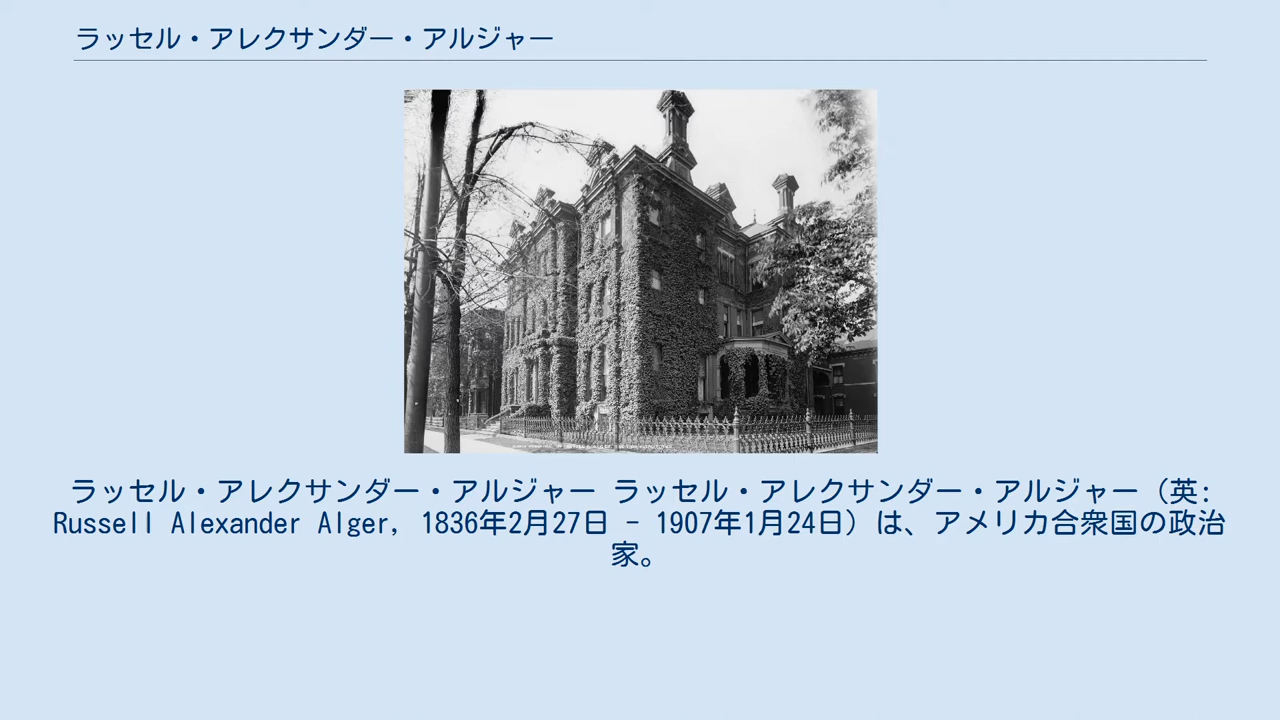 ラッセル・アレクサンダー・アルジャー
ラッセル・アレクサンダー・アルジャー ラッセル・アレクサンダー・アルジャー（英:
Russell Alexander Alger, 1836年2月27日 - 1907年1月24日）は、アメリカ合衆国の政治
家。